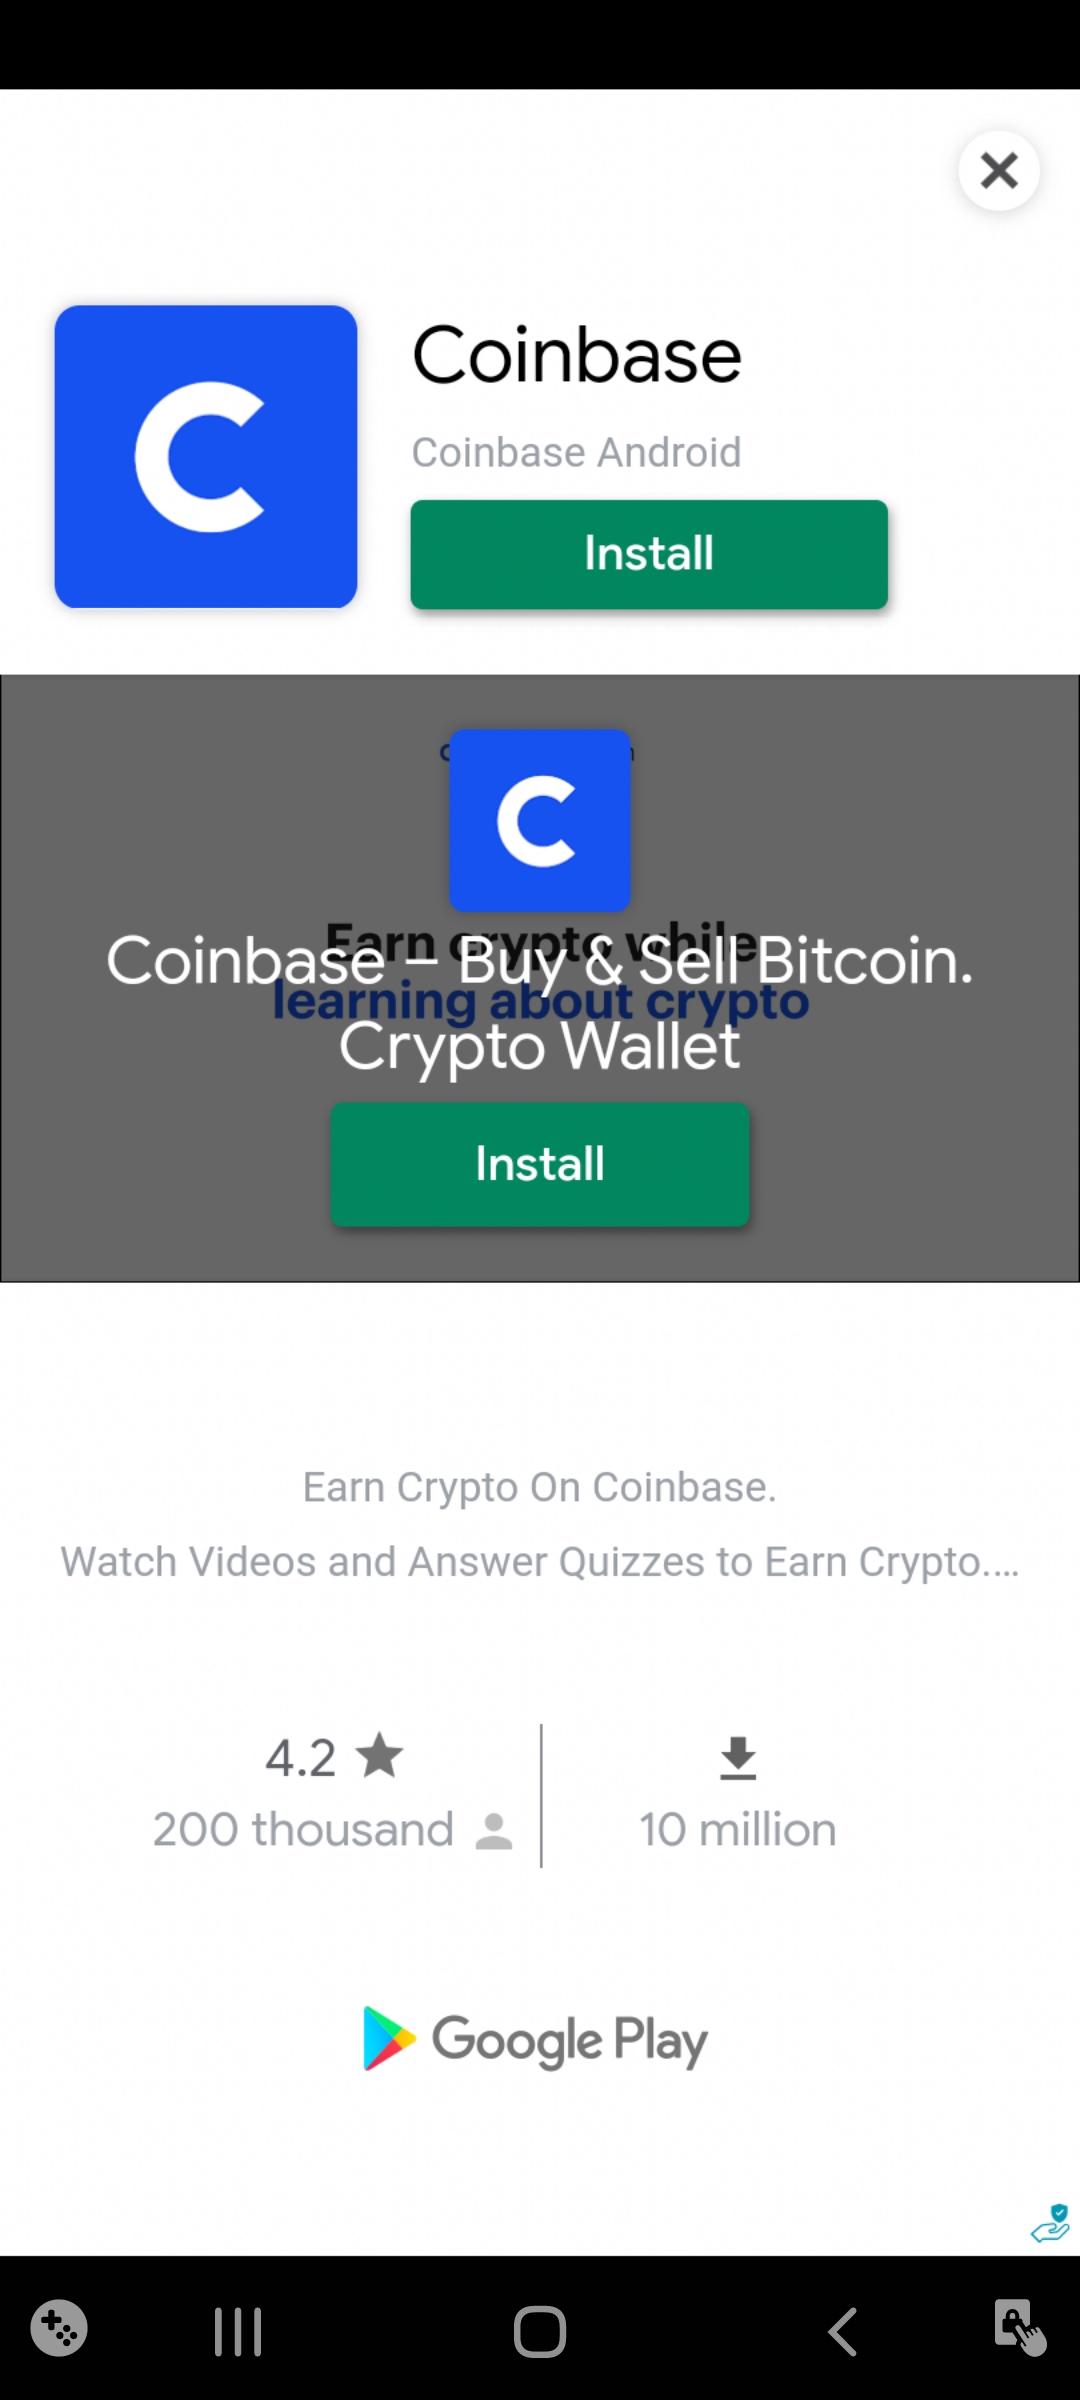 Coinbase
Coinbase Android
Install
Earn crypto while
learning about crypto
Coinbase – Buy & Sell Bitcoin.
Crypto Wallet
Install
Earn Crypto On Coinbase.
Watch Videos and Answer Quizzes to Earn Crypto....
4.2
200 thousand
10 million
Google Play